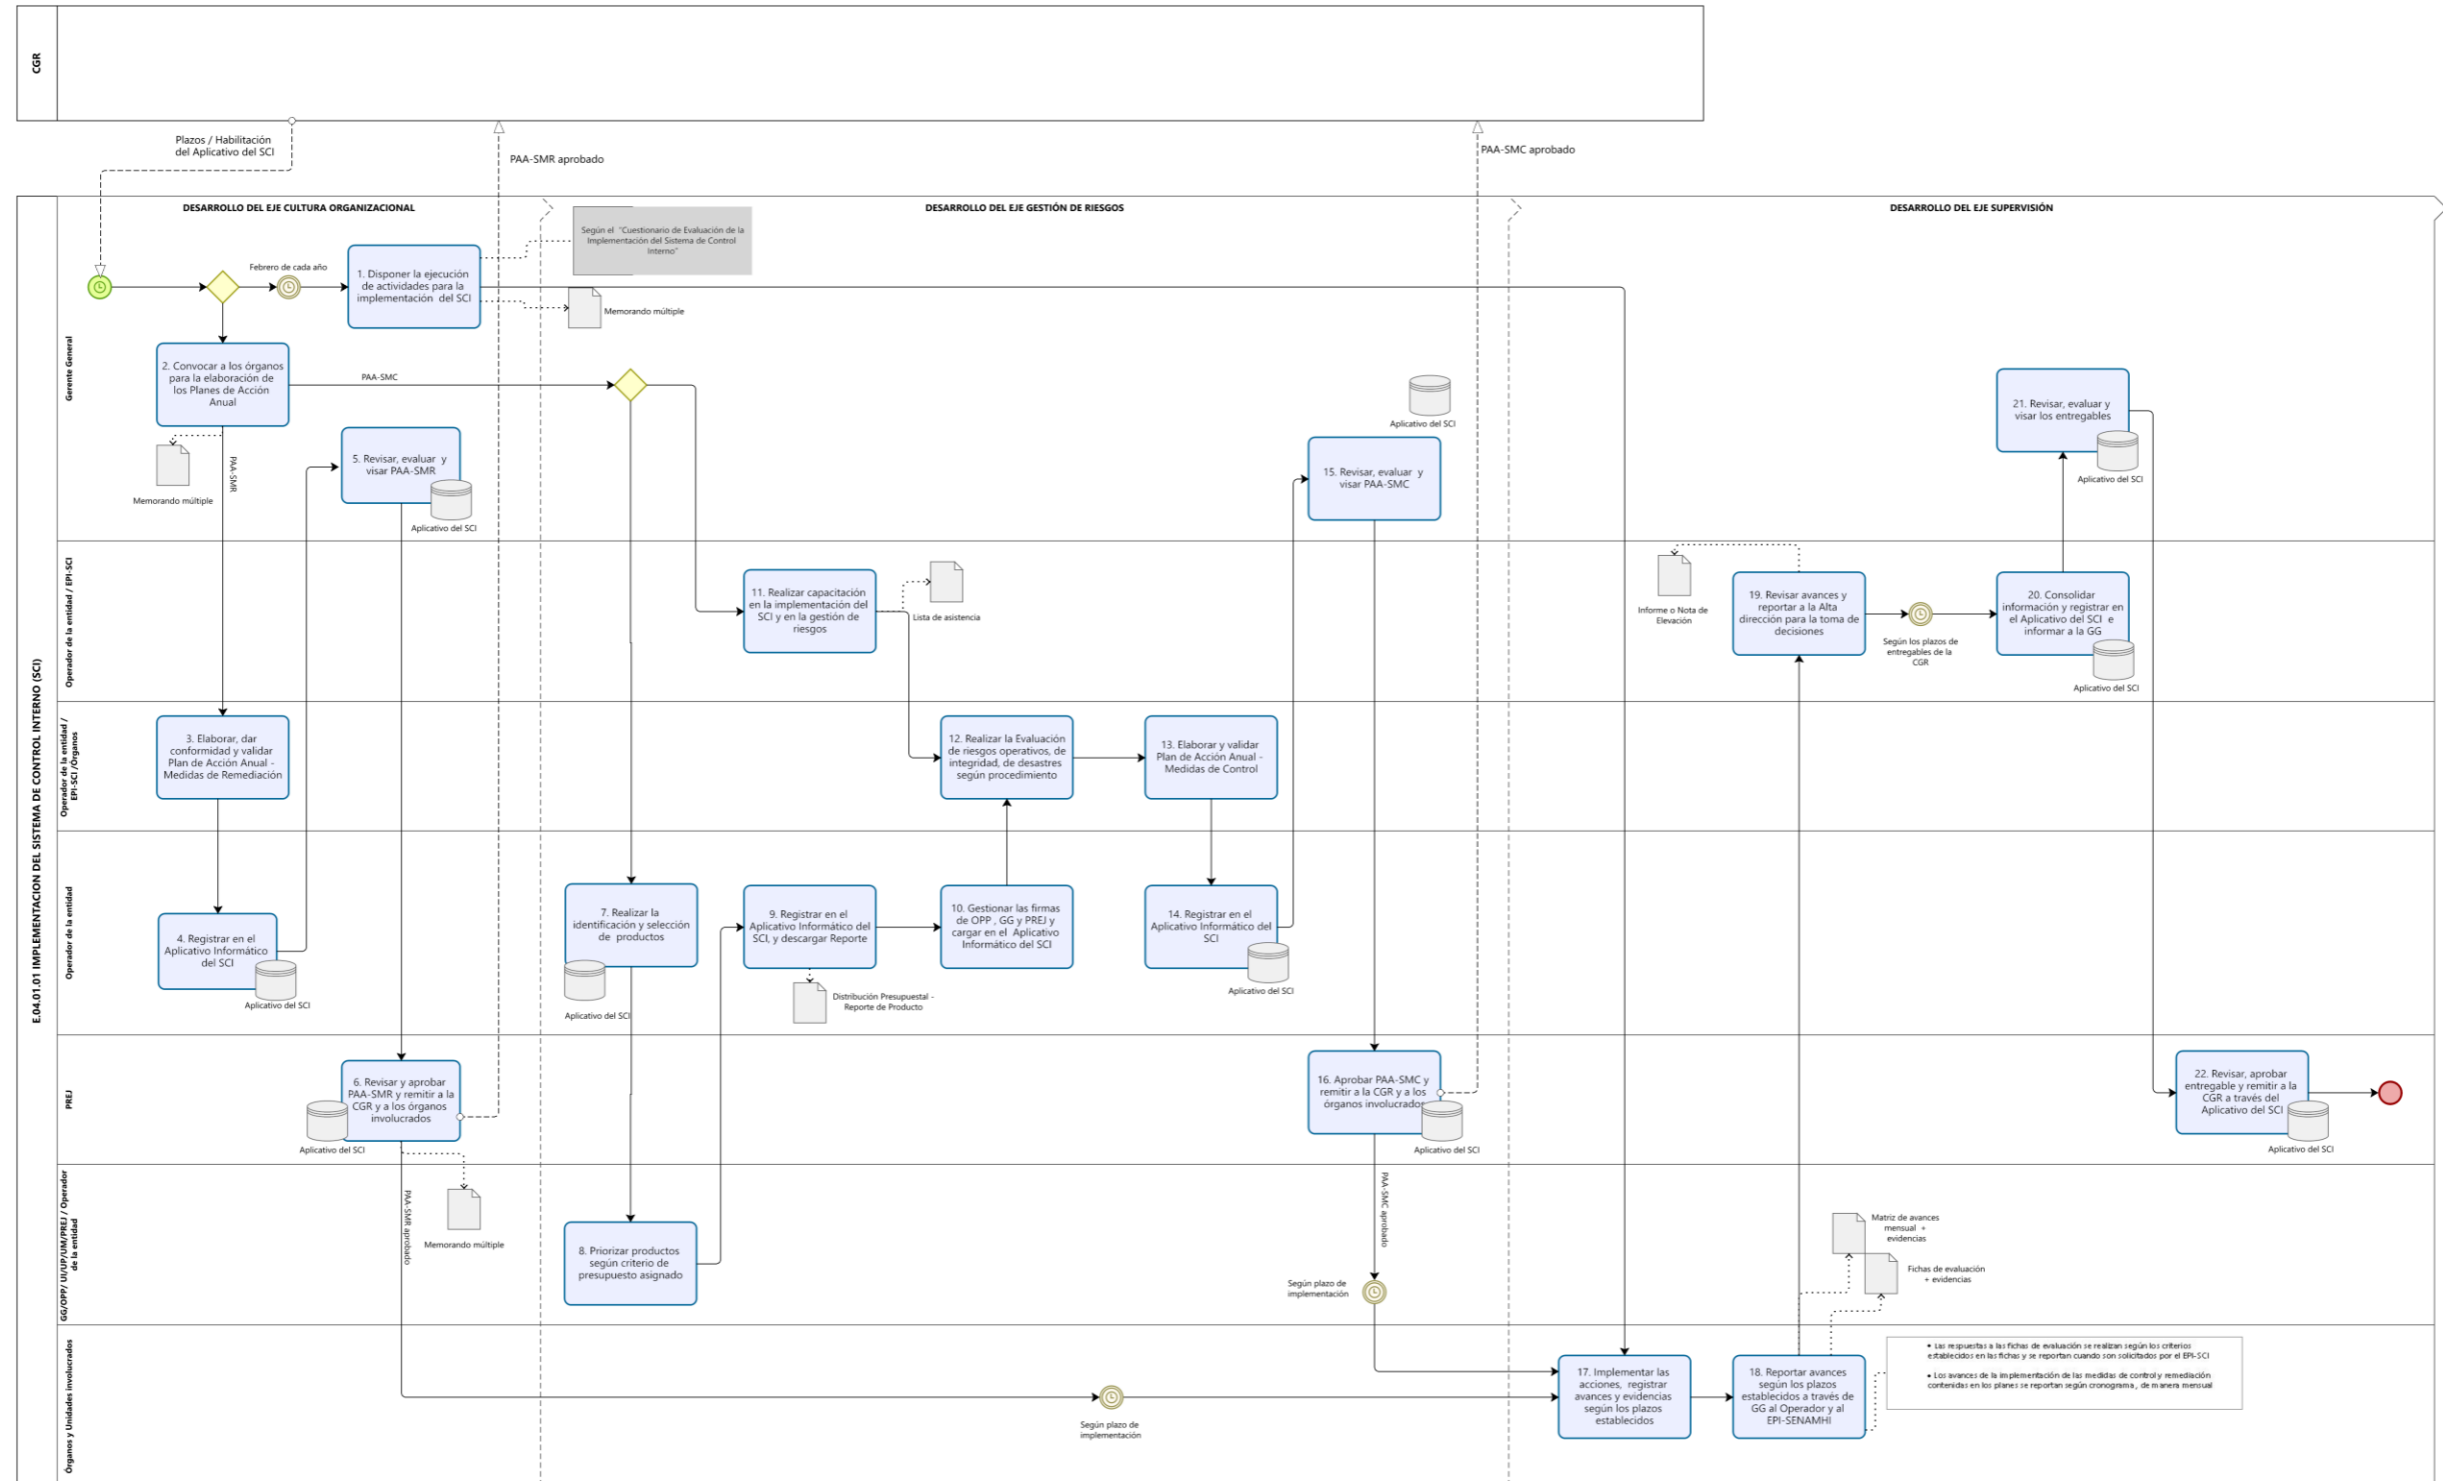 CGR
Plazos / Habilitación
del Aplicativo del SCI
PAA-SMR aprobado
PAA-SMC aprobado
E.04.01.01 IMPLEMENTACION DEL SISTEMA DE CONTROL INTERNO (SCI)
DESARROLLO DEL EJE CULTURA ORGANIZACIONAL
DESARROLLO DEL EJE GESTIÓN DE RIESGOS
DESARROLLO DEL EJE SUPERVISIÓN
Gerente General
Febrero de cada año
1. Disponer la ejecución
de actividades para la
implementación del SCI
Según el "Cuestionario de Evaluación de la
Implementación del Sistema de Control
Interno"
Memorando múltiple
2. Convocar a los órganos
para la elaboración de
los Planes de Acción
Anual
PAA-SMC
PAA-SMR
Memorando múltiple
5. Revisar, evaluar y
visar PAA-SMR
Aplicativo del SCI
Aplicativo del SCI
15. Revisar, evaluar y
visar PAA-SMC
21. Revisar, evaluar y
visar los entregables
Aplicativo del SCI
Operador de la entidad / EPI-SCI
11. Realizar capacitación
en la implementación del
SCI y en la gestión de
riesgos
Lista de asistencia
Informe o Nota de
Elevación
19. Revisar avances y
reportar a la Alta
dirección para la toma de
decisiones
Según los plazos de
entregables de la
CGR
20. Consolidar
información y registrar en
el Aplicativo del SCI e
informar a la GG
Aplicativo del SCI
Operador de la entidad /
EPI-SCI /Órganos
3. Elaborar, dar
conformidad y validar
Plan de Acción Anual -
Medidas de Remediación
12. Realizar la Evaluación
de riesgos operativos, de
integridad, de desastres
según procedimiento
13. Elaborar y validar
Plan de Acción Anual -
Medidas de Control
Operador de la entidad
4. Registrar en el
Aplicativo Informático
del SCI
Aplicativo del SCI
7. Realizar la
identificación y selección
de productos
Aplicativo del SCI
9. Registrar en el
Aplicativo Informático del
SCI, y descargar Reporte
Distribución Presupuestal -
Reporte de Producto
10. Gestionar las firmas
de OPP , GG y PREJ y
cargar en el Aplicativo
Informático del SCI
14. Registrar en el
Aplicativo Informático del
SCI
Aplicativo del SCI
PREJ
6. Revisar y aprobar
PAA-SMR y remitir a la
CGR y a los órganos
involucrados
Aplicativo del SCI
16. Aprobar PAA-SMC y
remitir a la CGR y a los
órganos involucrados
Aplicativo del SCI
22. Revisar, aprobar
entregable y remitir a la
CGR a través del
Aplicativo del SCI
Aplicativo del SCI
GG/OPP/ UI/UP/UM/PREJ / Operador
de la entidad
PAA-SMR aprobado
Memorando múltiple
8. Priorizar productos
según criterio de
presupuesto asignado
PAA-SMC aprobado
Según plazo de
implementación
Matriz de avances
mensual +
evidencias
Fichas de evaluación
+ evidencias
Órganos y Unidades involucrados
Según plazo de
implementación
17. Implementar las
acciones, registrar
avances y evidencias
según los plazos
establecidos
18. Reportar avances
según los plazos
establecidos a través de
GG al Operador y al
EPI-SENAMHI
• Las respuestas a las fichas de evaluación se realizan según los criterios
establecidos en las fichas y se reportan cuando son solicitados por el EPI-SCI
• Los avances de la implementación de las medidas de control y remediación
contenidas en los planes se reportan según cronograma , de manera mensual